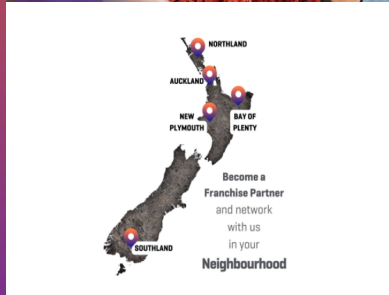 NORTHLAND
AUCKLAND
NEW
PLYMOUTH
BAY OF
PLENTY
Become a
Franchise Partner
and network
with us
in your
Neighbourhood
SOUTHLAND